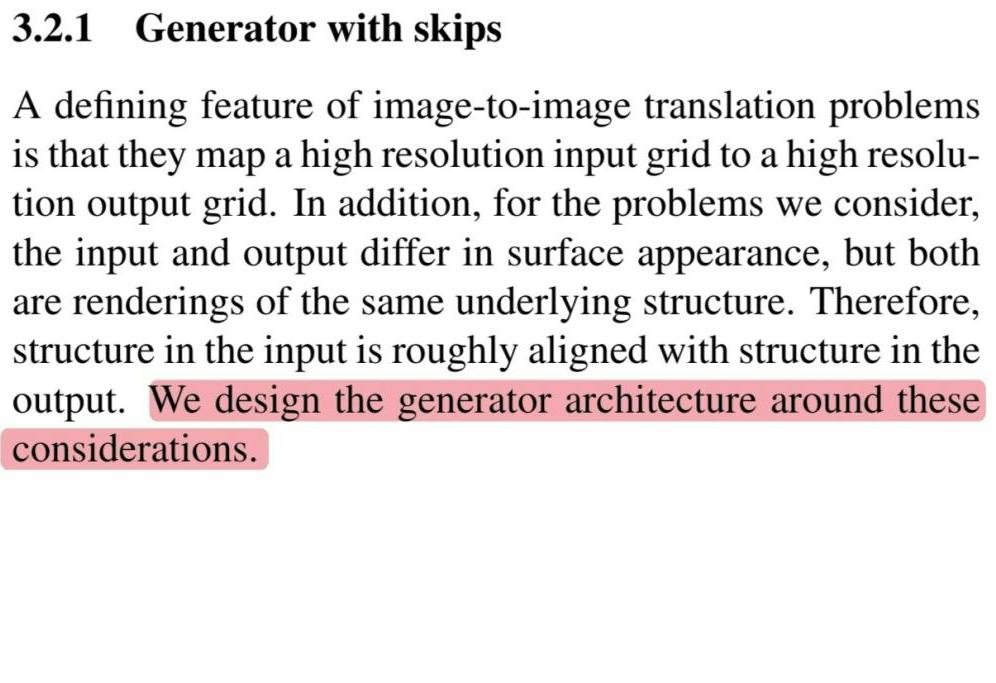 3.2.1 Generator with skips
A defining feature of image-to-image translation problems
is that they map a high resolution input grid to a high resolu-
tion output grid. In addition, for the problems we consider,
the input and output differ in surface appearance, but both
are renderings of the same underlying structure. Therefore,
structure in the input is roughly aligned with structure in the
output. We design the generator architecture around these
considerations.